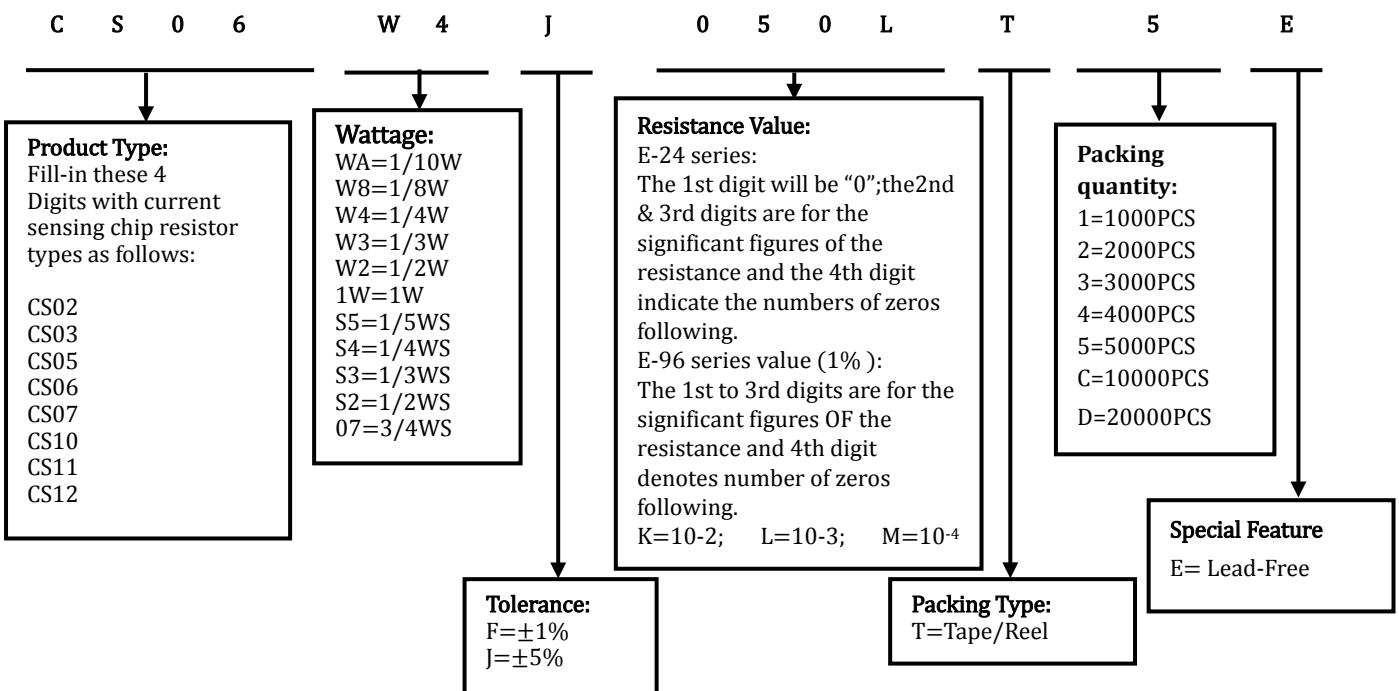 C S 0 6 W 4 J 0 5 0 L T 5 E
Product Type:
Fill-in these 4
Digits with current
sensing chip resistor
types as follows:
CS02
CS03
CS05
CS06
CS07
CS10
CS11
CS12
Wattage:
WA=1/10W
W8=1/8W
W4=1/4W
W3=1/3W
W2=1/2W
1W=1W
S5=1/5WS
S4=1/4WS
S3=1/3WS
S2=1/2WS
07=3/4WS
Tolerance:
F=±1%
J=±5%
Resistance Value:
E-24 series:
The 1st digit will be “0”;the2nd
& 3rd digits are for the
significant figures of the
resistance and the 4th digit
indicate the numbers of zeros
following.
E-96 series value (1% ):
The 1st to 3rd digits are for the
significant figures OF the
resistance and 4th digit
denotes number of zeros
following.
K=10-2; L=10-3; M=10-4
Packing Type:
T=Tape/Reel
Packing
quantity:
1=1000PCS
2=2000PCS
3=3000PCS
4=4000PCS
5=5000PCS
C=10000PCS
D=20000PCS
Special Feature
E= Lead-Free